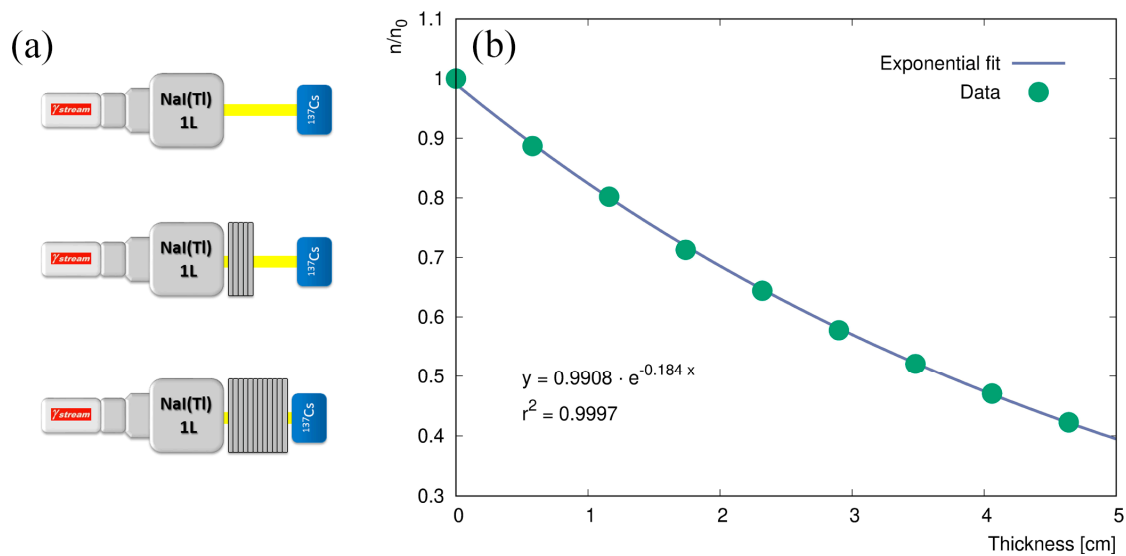 (a)
γstream
NaI(Tl)
1L
137Cs
γstream
NaI(Tl)
1L
137Cs
γstream
NaI(Tl)
1L
137Cs
(b)
n/n0
1.1
1
0.9
0.8
0.7
0.6
0.5
0.4
0.3
Exponential fit
Data
y = 0.9908 · e^-0.184 x
r² = 0.9997
0 1 2 3 4 5
Thickness [cm]